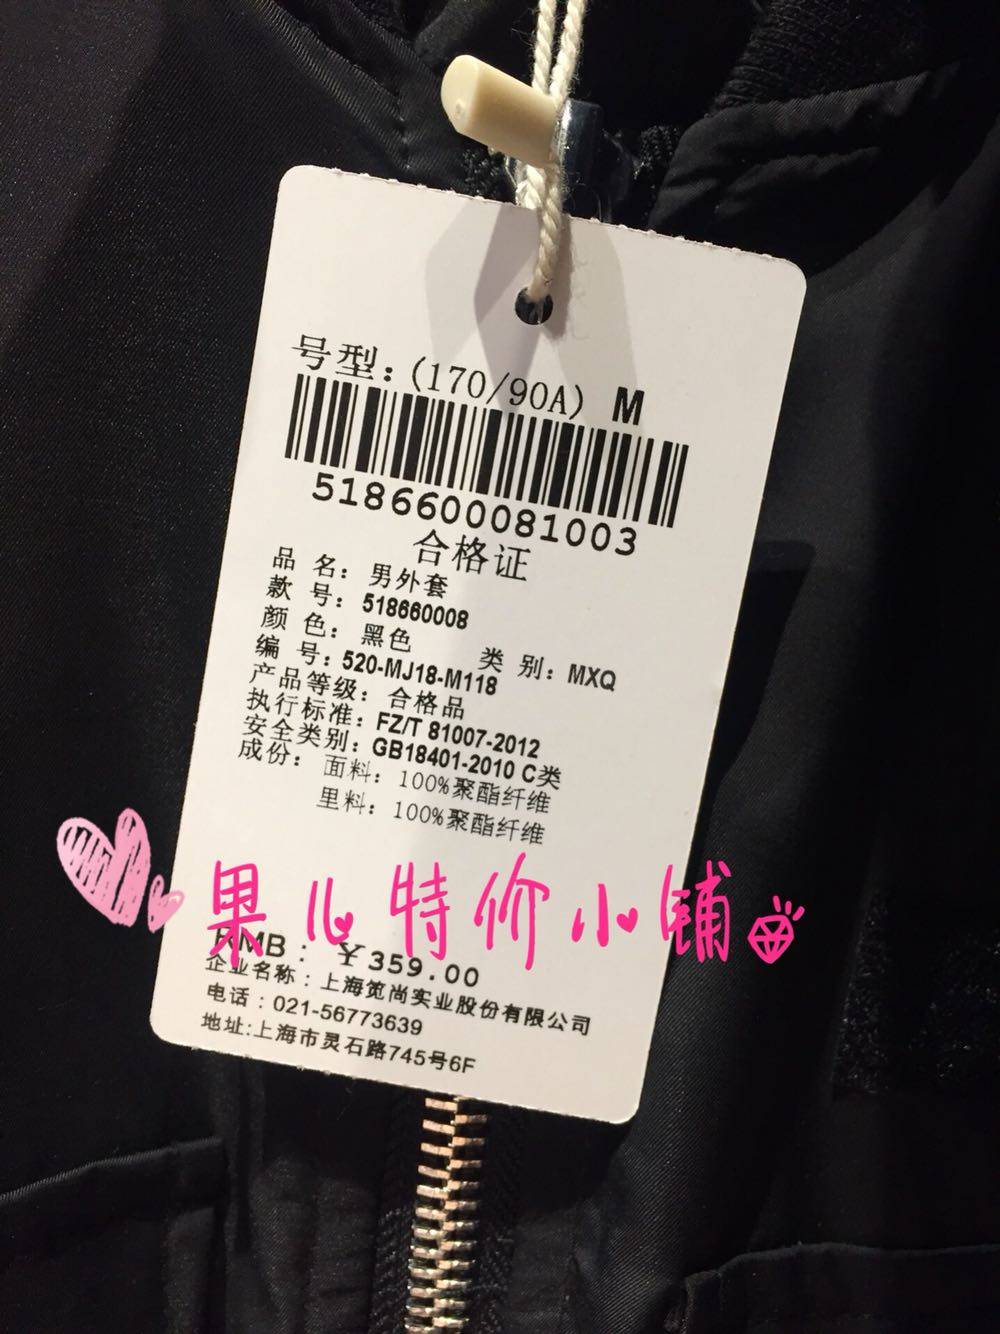 号型：(170/90A) M
5186600081003
合格证
品 名：男外套
款 号：518660008
颜 色：黑色 类 别：MXQ
编 号：520-MJ18-M118
产品等级：合格品
执行标准：FZ/T 81007-2012
安全类别：GB18401-2010 C类
成份：面料：100%聚酯纤维
里料：100%聚酯纤维
果儿特价小铺
RMB：￥359.00
企业名称：上海笕尚实业股份有限公司
电话：021-56773639
地址:上海市灵石路745号6F